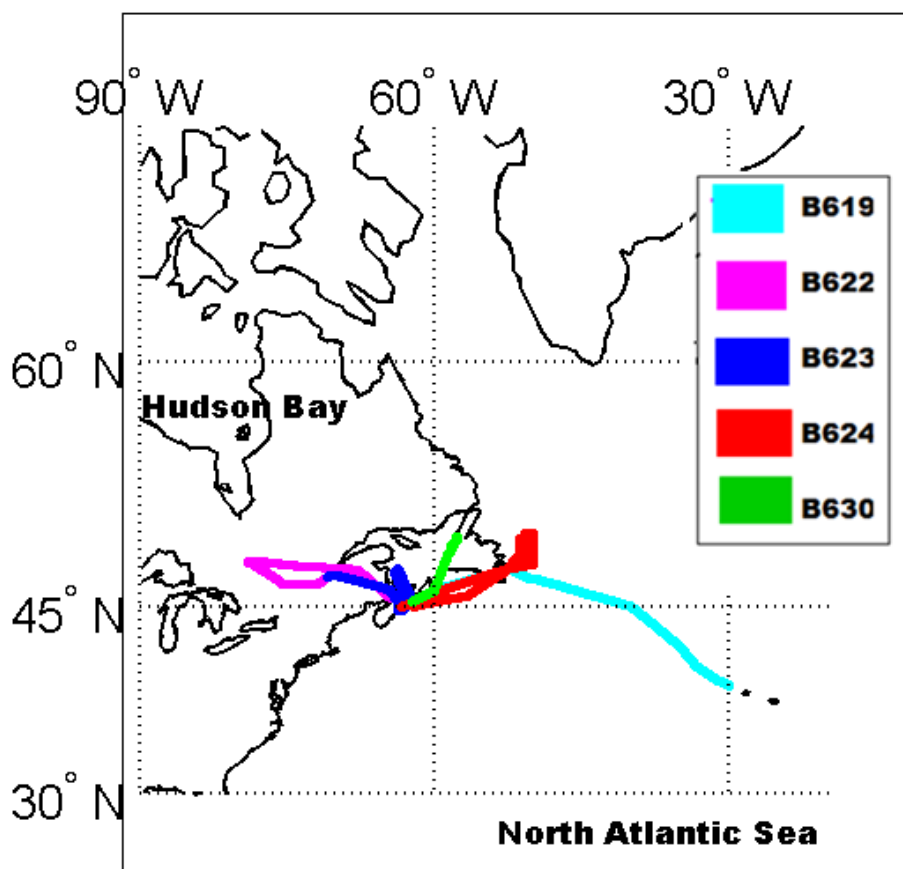 90° W 60° W 30° W
B619
B622
B623
60° N
Hudson Bay
B624
B630
45° N
30° N
North Atlantic Sea